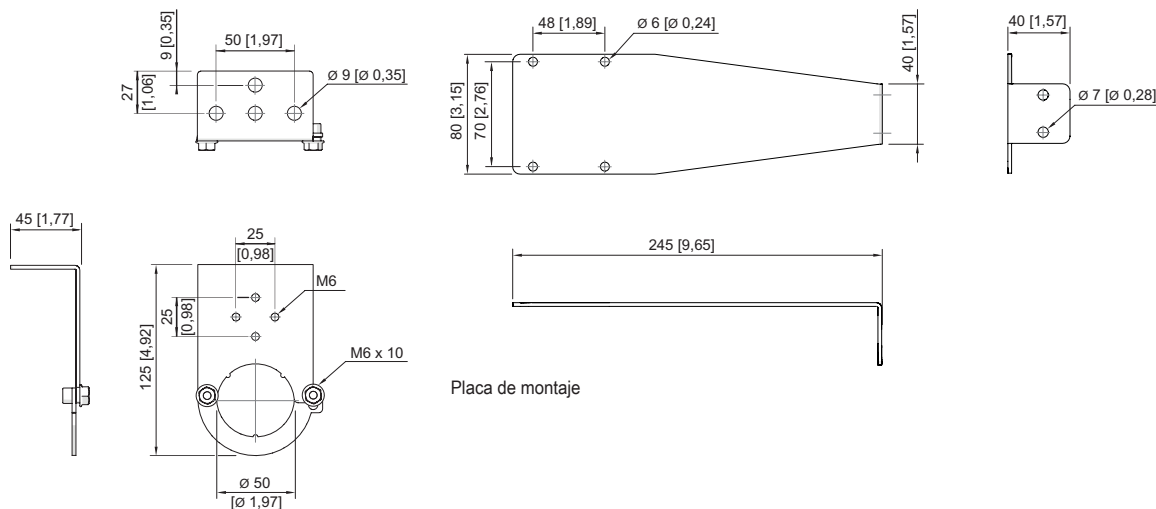 9 [0,35]
50 [1,97]
27
[1,06]
Ø 9 [Ø 0,35]
48 [1,89]
Ø 6 [Ø 0,24]
80 [3,15]
70 [2,76]
40 [1,57]
40 [1,57]
Ø 7 [Ø 0,28]
45 [1,77]
25
[0,98]
M6
25
[0,98]
125 [4,92]
M6 x 10
Ø 50
[Ø 1,97]
245 [9,65]
Placa de montaje